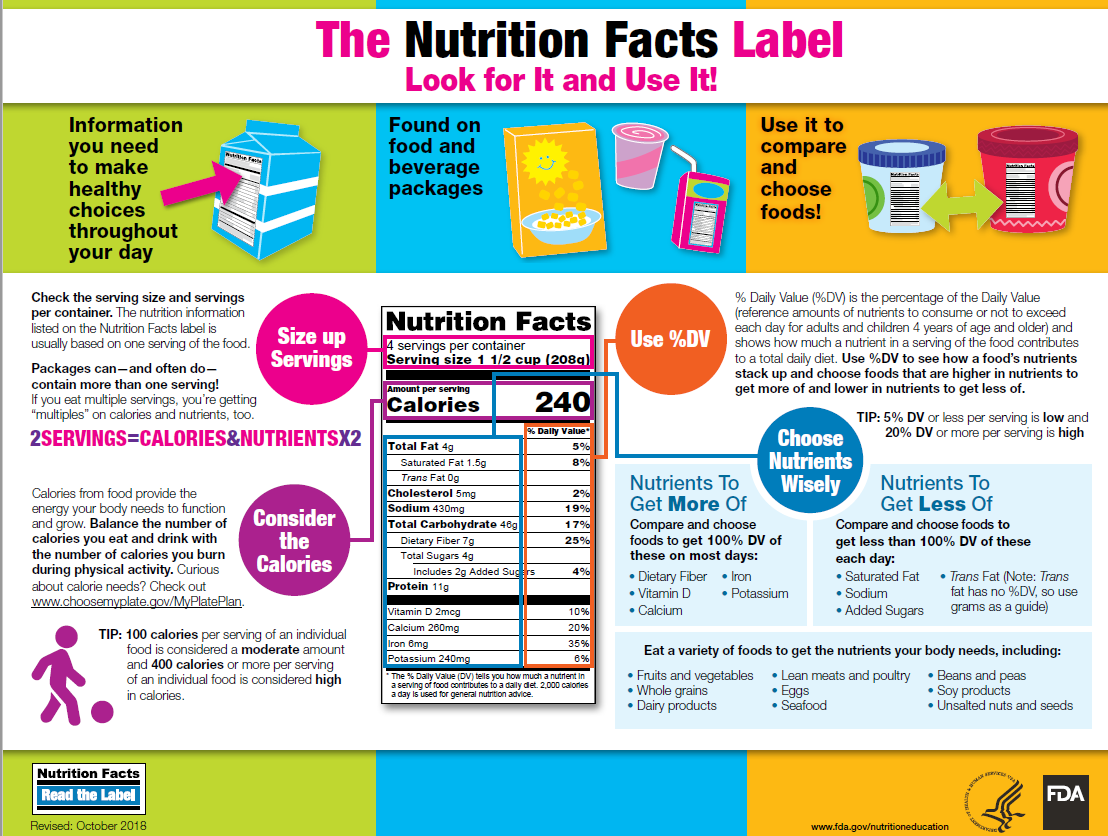 The Nutrition Facts Label
Look for It and Use It!
Information
you need
to make
healthy
choices
throughout
your day
Nutrition Facts
Found on
food and
beverage
packages
Use it to
compare
and
choose
foods!
Nutrition Facts
Nutrition Facts
Check the serving size and servings
per container. The nutrition information
listed on the Nutrition Facts label is
usually based on one serving of the food.
Packages can—and often do—
contain more than one serving!
If you eat multiple servings, you're getting
"multiples" on calories and nutrients, too.
2SERVINGS=CALORIES&NUTRIENTSX2
Size up
Servings
Calories from food provide the
energy your body needs to function
and grow. Balance the number of
calories you eat and drink with
the number of calories you burn
during physical activity. Curious
about calorie needs? Check out
www.choosemyplate.gov/MyPlatePlan.
Consider
the
Calories
TIP: 100 calories per serving of an individual
food is considered a moderate amount
and 400 calories or more per serving
of an individual food is considered high
in calories.
Nutrition Facts
4 servings per container
Serving size 1 1/2 cup (208g)
Amount per serving
Calories 240
% Daily Value*
Total Fat 4g 5%
Saturated Fat 1.5g 8%
Trans Fat 0g
Cholesterol 5mg 2%
Sodium 430mg 19%
Total Carbohydrate 46g 17%
Dietary Fiber 7g 25%
Total Sugars 4g
Includes 2g Added Sugars 4%
Protein 11g
Vitamin D 2mcg 10%
Calcium 260mg 20%
Iron 6mg 35%
Potassium 240mg 6%
* The % Daily Value (DV) tells you how much a nutrient in
a serving of food contributes to a daily diet. 2,000 calories
a day is used for general nutrition advice.
Use %DV
% Daily Value (%DV) is the percentage of the Daily Value
(reference amounts of nutrients to consume or not to exceed
each day for adults and children 4 years of age and older) and
shows how much a nutrient in a serving of the food contributes
to a total daily diet. Use %DV to see how a food's nutrients
stack up and choose foods that are higher in nutrients to
get more of and lower in nutrients to get less of.
TIP: 5% DV or less per serving is low and
20% DV or more per serving is high
Choose
Nutrients
Wisely
Nutrients To
Get More Of
Compare and choose
foods to get 100% DV of
these on most days:
• Dietary Fiber
• Vitamin D
• Calcium
• Iron
• Potassium
Nutrients To
Get Less Of
Compare and choose foods to
get less than 100% DV of these
each day:
• Saturated Fat
• Sodium
• Added Sugars
• Trans Fat (Note: Trans
fat has no %DV, so use
grams as a guide)
Eat a variety of foods to get the nutrients your body needs, including:
• Fruits and vegetables
• Whole grains
• Dairy products
• Lean meats and poultry
• Eggs
• Seafood
• Beans and peas
• Soy products
• Unsalted nuts and seeds
Nutrition Facts
Read the Label
Revised: October 2018
www.fda.gov/nutritioneducation
FDA